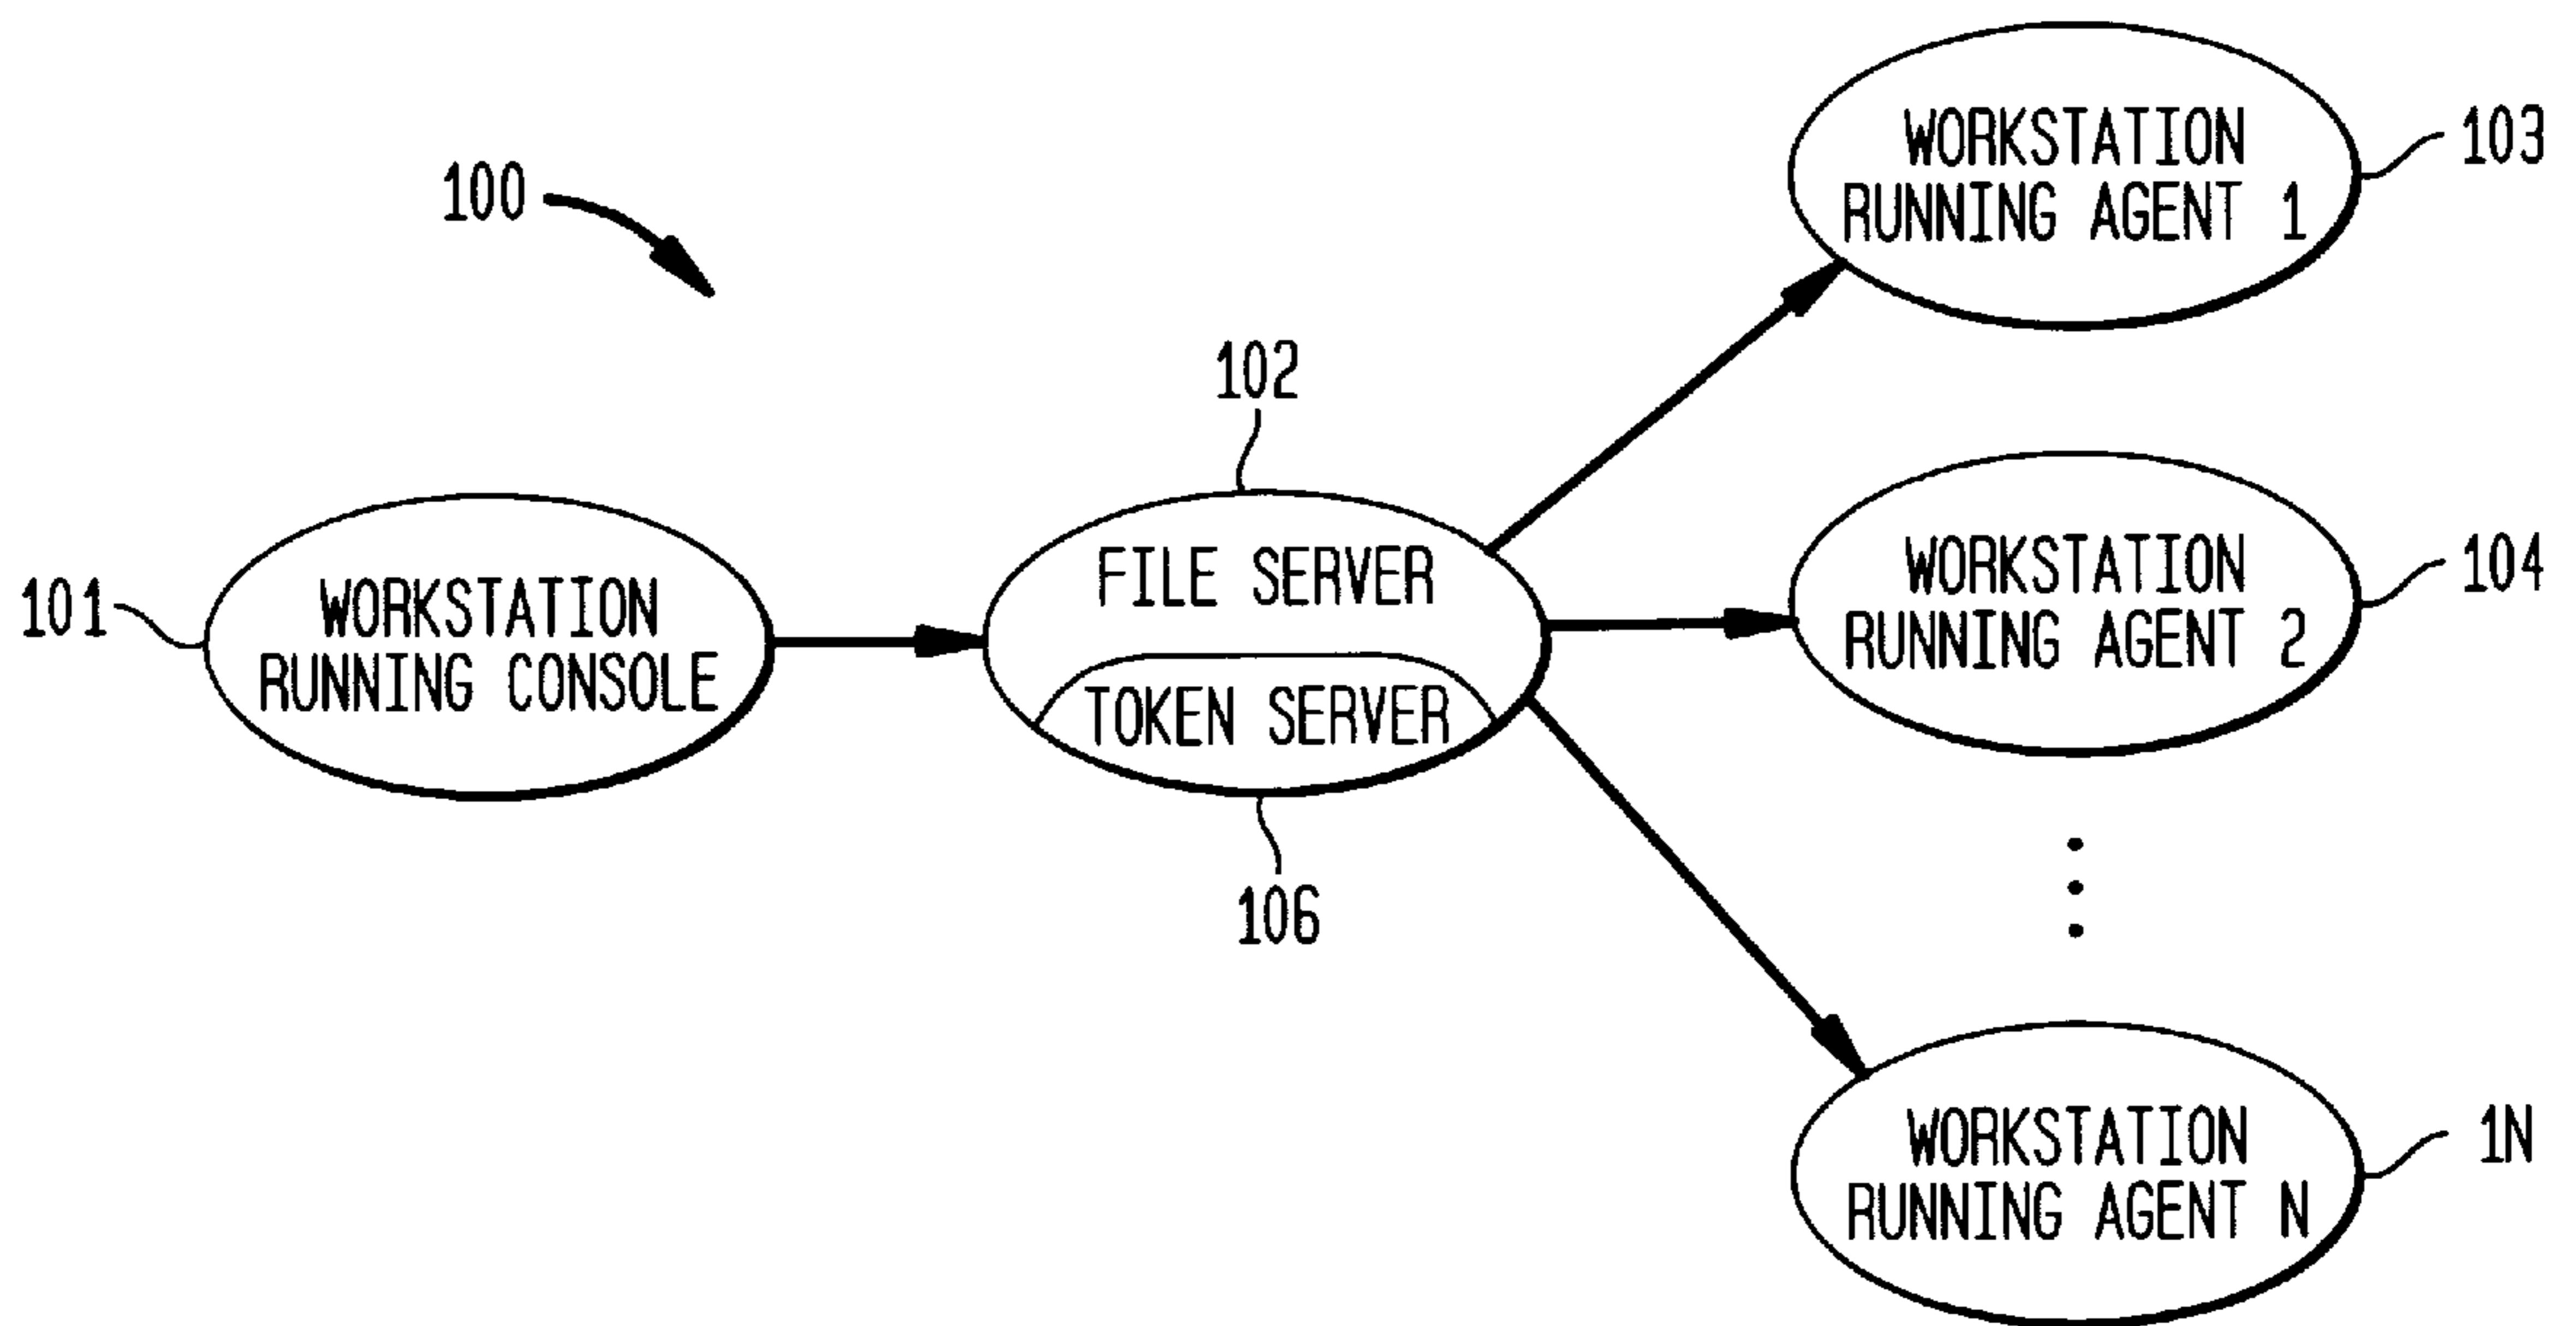 100
101
WORKSTATION
RUNNING CONSOLE
102
FILE SERVER
TOKEN SERVER
106
WORKSTATION
RUNNING AGENT 1
103
WORKSTATION
RUNNING AGENT 2
104
WORKSTATION
RUNNING AGENT N
1N